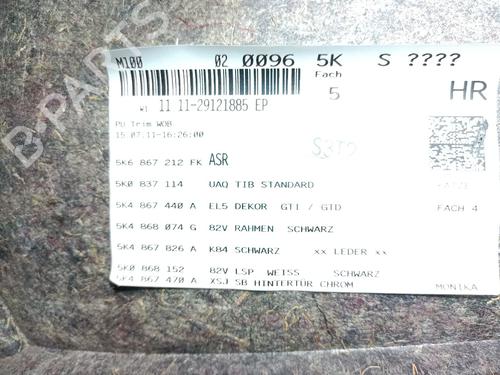 M100 02 0096 5K S ????
Fach
5 HR
WI 11 11-29121885 EP
PU Trim WOB
15.07.11-16:26:00
5K6 867 212 FK ASR
5K0 837 114 UAQ TIB STANDARD
5K4 867 440 A EL5 DEKOR GTI / GTD FACH 4
5K4 868 074 G 82V RAHMEN SCHWARZ
5K4 867 826 A K84 SCHWARZ xx LEDER xx
5K0 868 152 82V LSP WEISS SCHWARZ
5K4 867 470 A XSJ SB HINTERTÜR CHROM MONIKA
B-PARTS